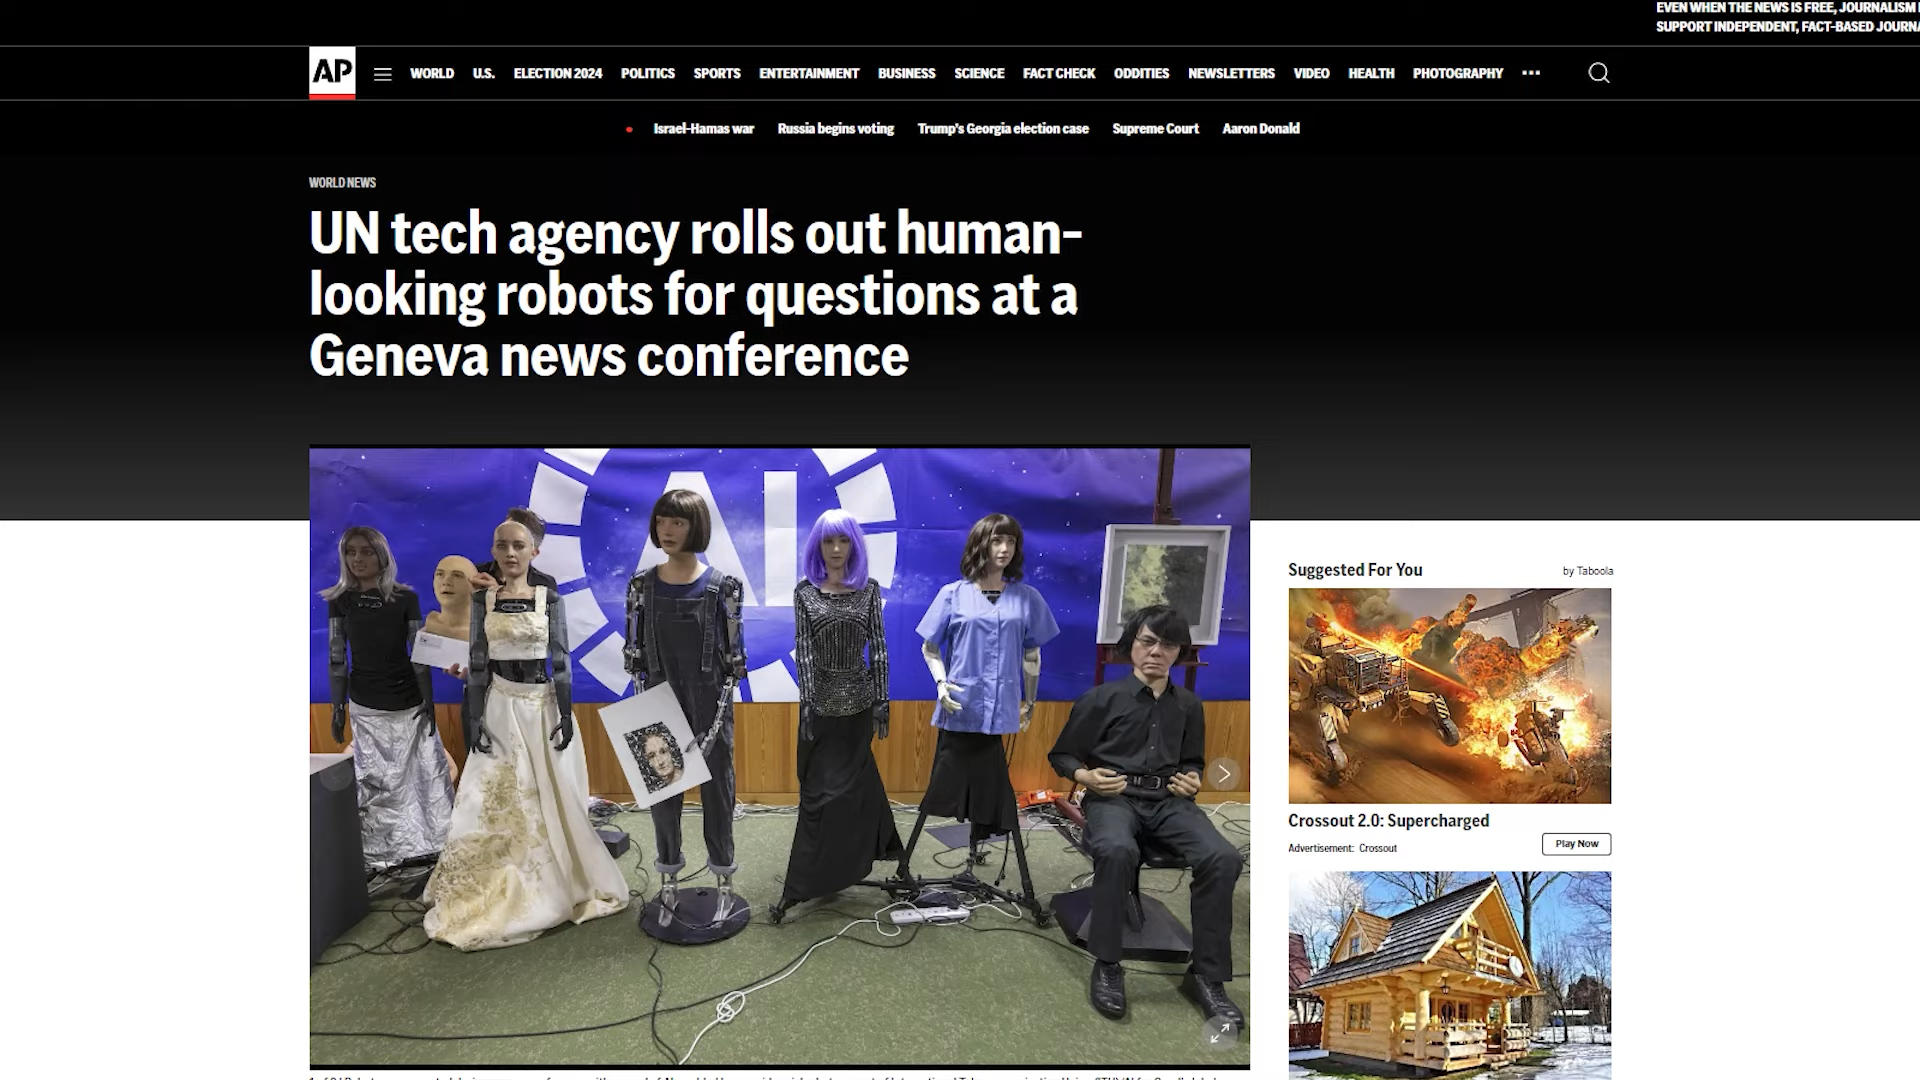 EVEN WHEN THE NEWS IS FREE, JOURNALISM
SUPPORT INDEPENDENT, FACT-BASED JOURNA
AP
WORLD U.S. ELECTION 2024 POLITICS SPORTS ENTERTAINMENT BUSINESS SCIENCE FACT CHECK ODDITIES NEWSLETTERS VIDEO HEALTH PHOTOGRAPHY
Israel-Hamas war Russia begins voting Trump's Georgia election case Supreme Court Aaron Donald
WORLD NEWS
UN tech agency rolls out human-
looking robots for questions at a
Geneva news conference
AI
Suggested For You by Taboola
Crossout 2.0: Supercharged
Advertisement: Crossout
Play Now